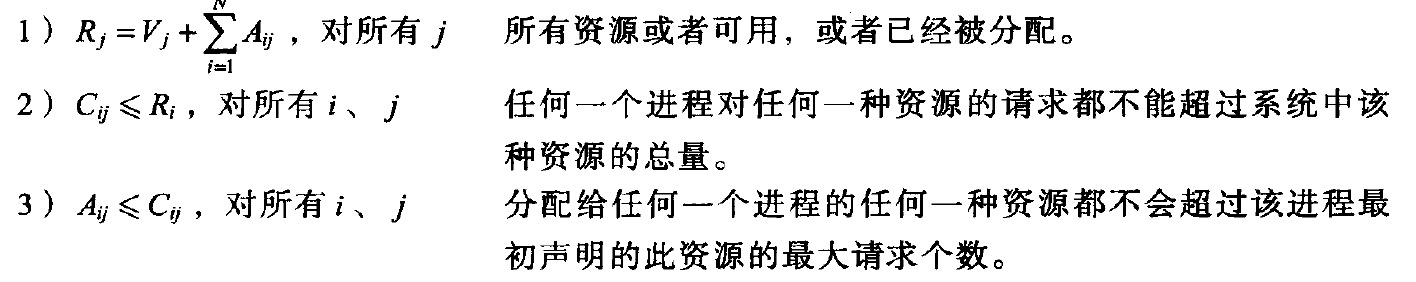 1） R_j = V_j + \sum_{i=1}^{N} A_{ij} ，对所有 j 所有资源或者可用，或者已经被分配。
2） C_{ij} ≤ R_i ，对所有 i 、 j 任何一个进程对任何一种资源的请求都不能超过系统中该
种资源的总量。
3） A_{ij} ≤ C_{ij} ，对所有 i 、 j 分配给任何一个进程的任何一种资源都不会超过该进程最
初声明的此资源的最大请求个数。